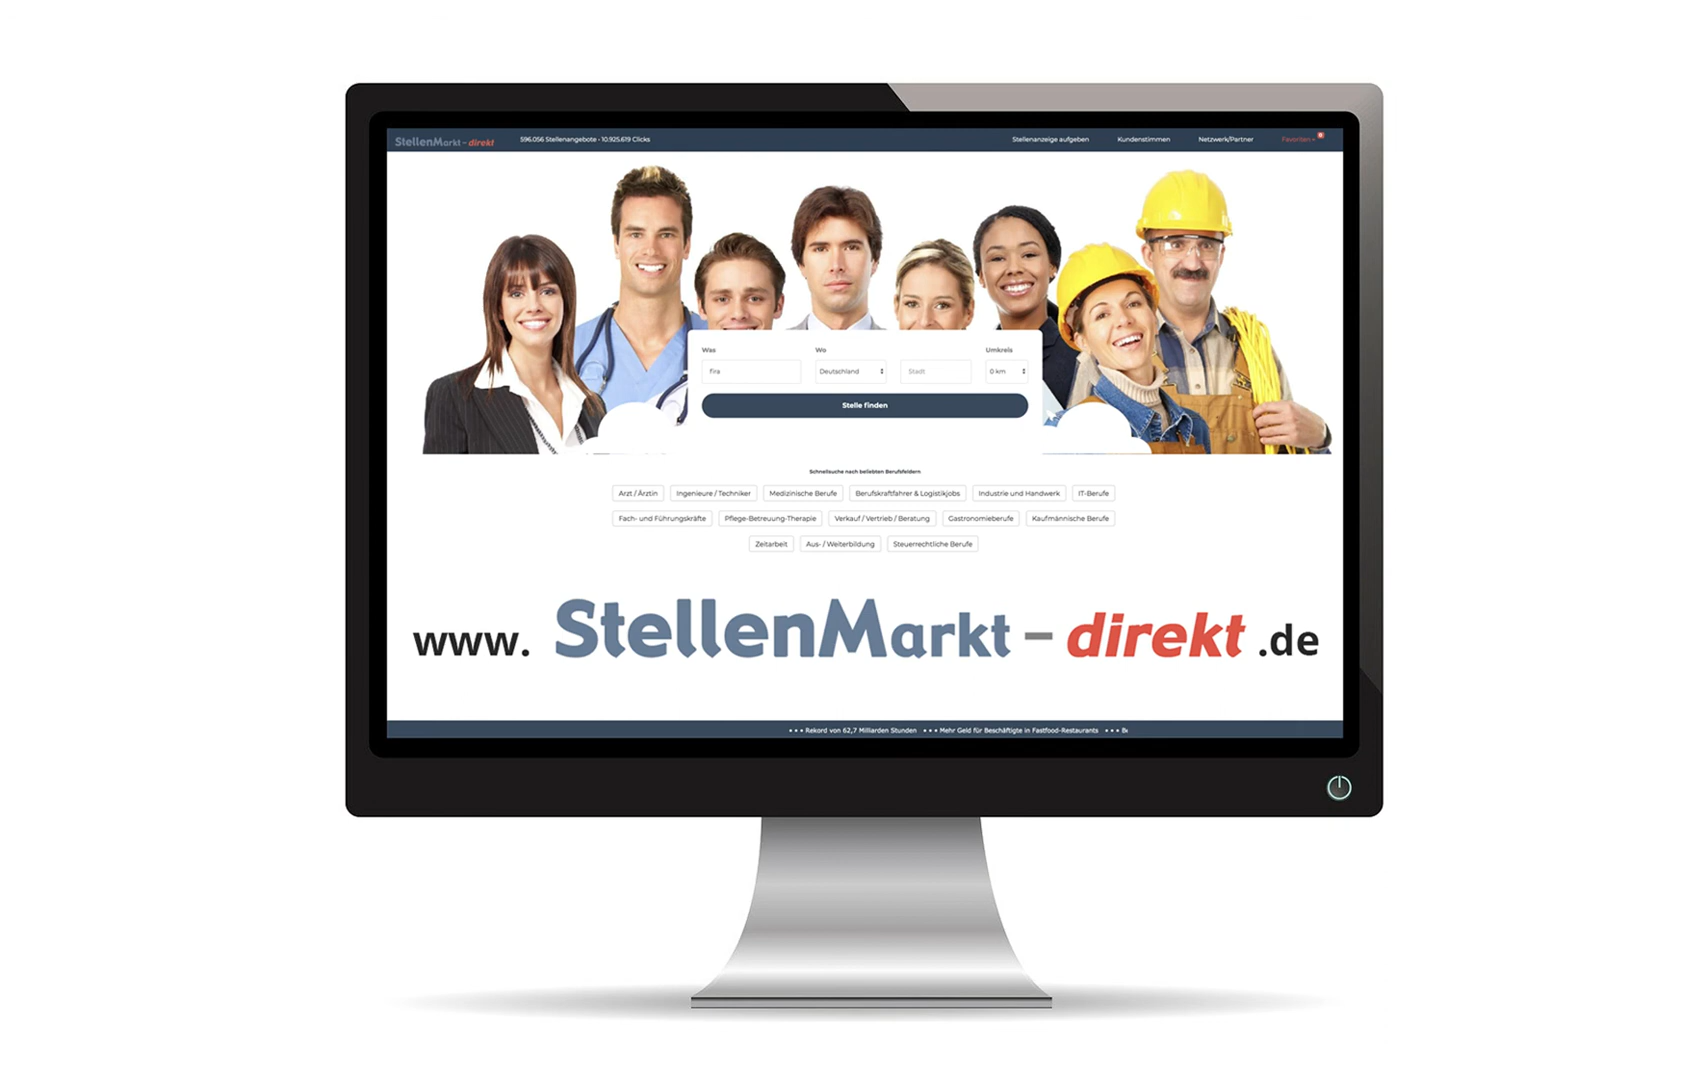 StellenMarkt - direkt 596.056 Stellenangebote • 10.925.619 Clicks Stellenanzeige aufgeben Kundenstimmen Netzwerk/Partner Favoriten
Was Wo Umkreis
fira Deutschland Stadt 0 km
Stelle finden
Schnellsuche nach beliebten Berufsfeldern
Arzt / Ärztin Ingenieure / Techniker Medizinische Berufe Berufskraftfahrer & Logistikjobs Industrie und Handwerk IT-Berufe
Fach- und Führungskräfte Pflege-Betreuung-Therapie Verkauf / Vertrieb / Beratung Gastronomieberufe Kaufmännische Berufe
Zeitarbeit Aus- / Weiterbildung Steuerrechtliche Berufe
www. StellenMarkt - direkt .de
• • • Rekord von 62,7 Milliarden Stunden • • • Mehr Geld für Beschäftigte in Fastfood-Restaurants • • • Be